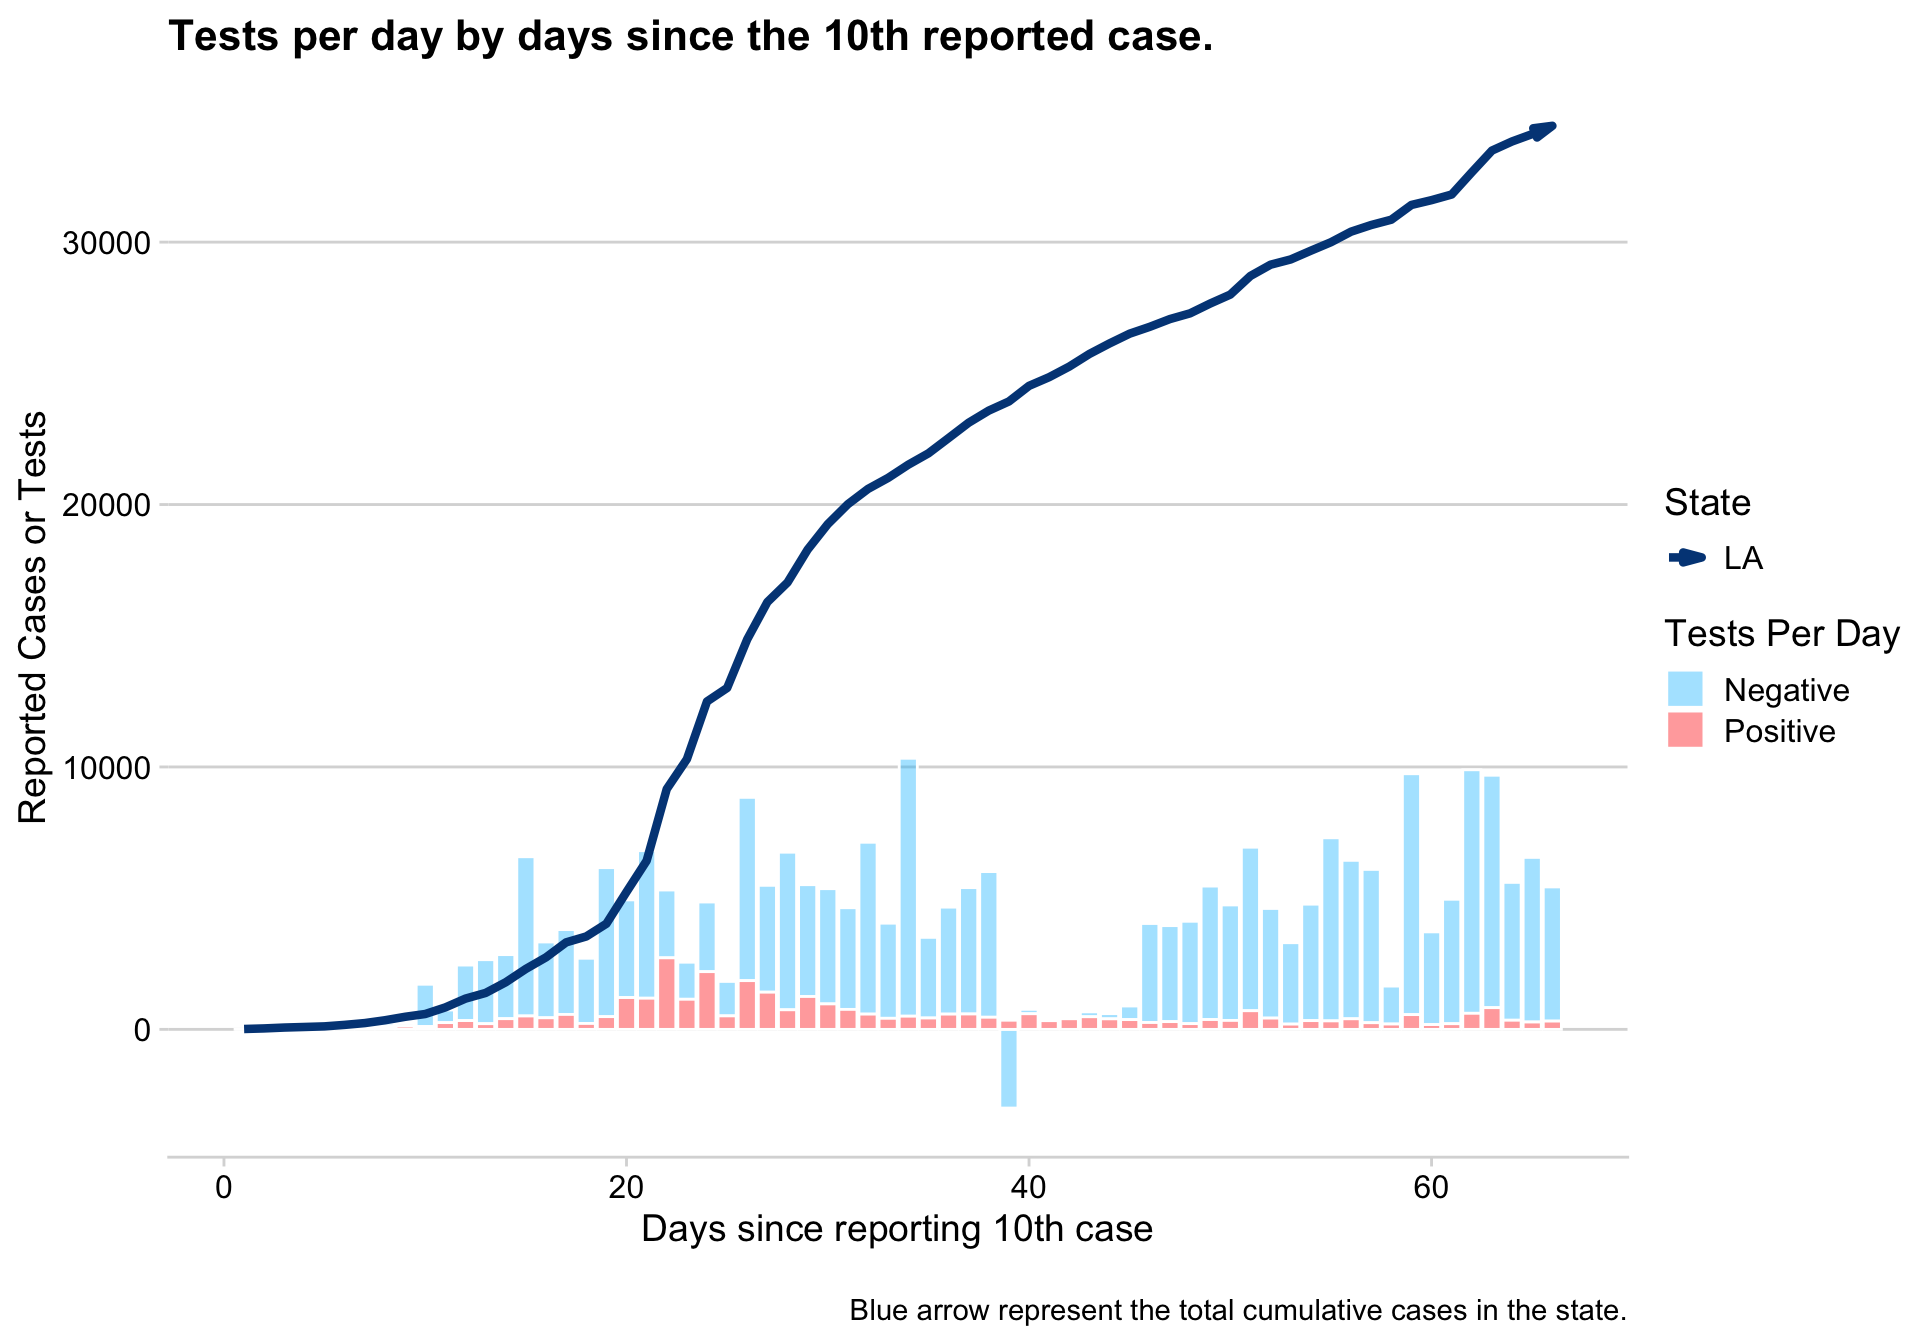 Tests per day by days since the 10th reported case.
30000
20000
10000
0
Reported Cases or Tests
0
20
40
60
Days since reporting 10th case
State
LA
Tests Per Day
Negative
Positive
Blue arrow represent the total cumulative cases in the state.